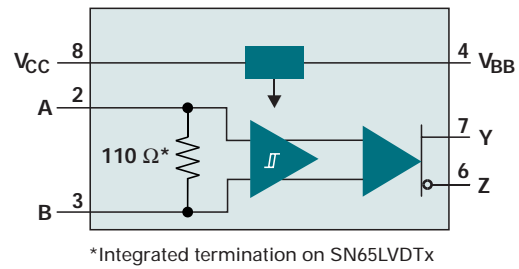 8
4
VCC
VBB
2
A
7
Y
110 Ω*
6
Z
3
B
*Integrated termination on SN65LVDTx